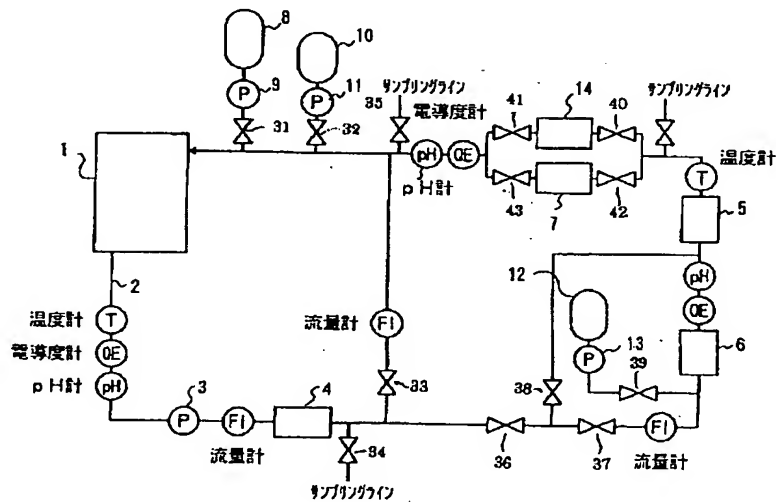 8
10
P
9
P
11
サンプリングライン
35
電導度計
41
14
40
サンプリングライン
31
32
1
pH
OE
pH計
43
7
42
T
温度計
5
2
12
pH
OE
温度計
T
流量計
FI
P
13
39
6
電導度計
OE
pH計
pH
3
P
FI
4
33
38
流量計
34
36
37
FI
流量計
サンプリングライン